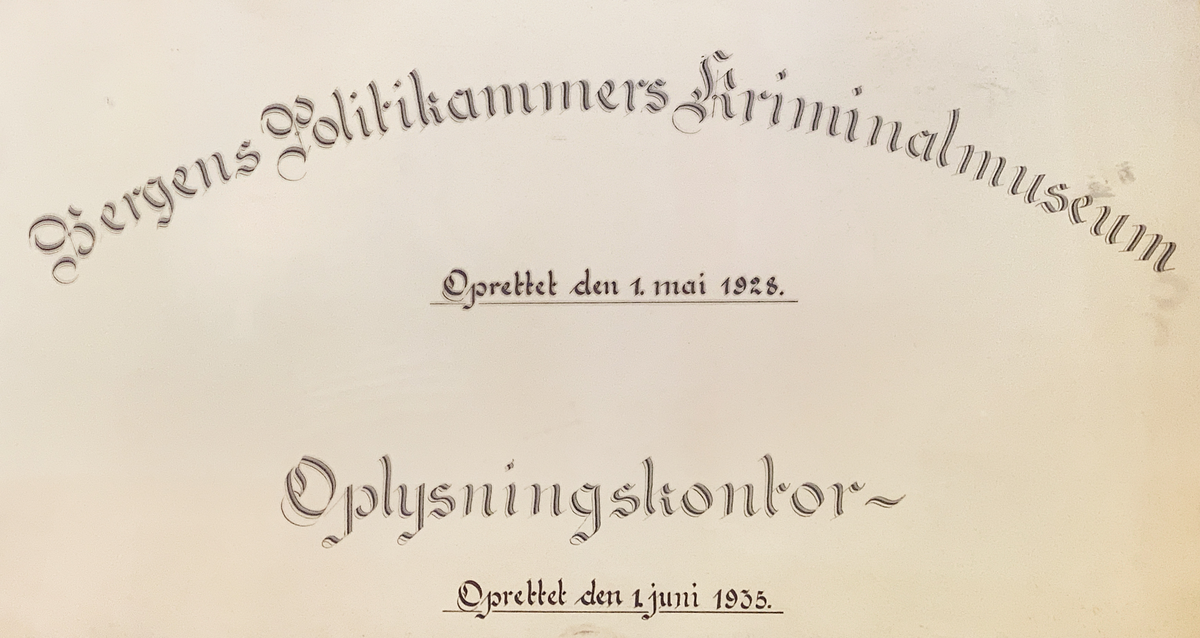 Bergens Politikammers Kriminalmuseum
Oprettet den 1. mai 1928.
Oplysningskontor~
Oprettet den 1. juni 1935.